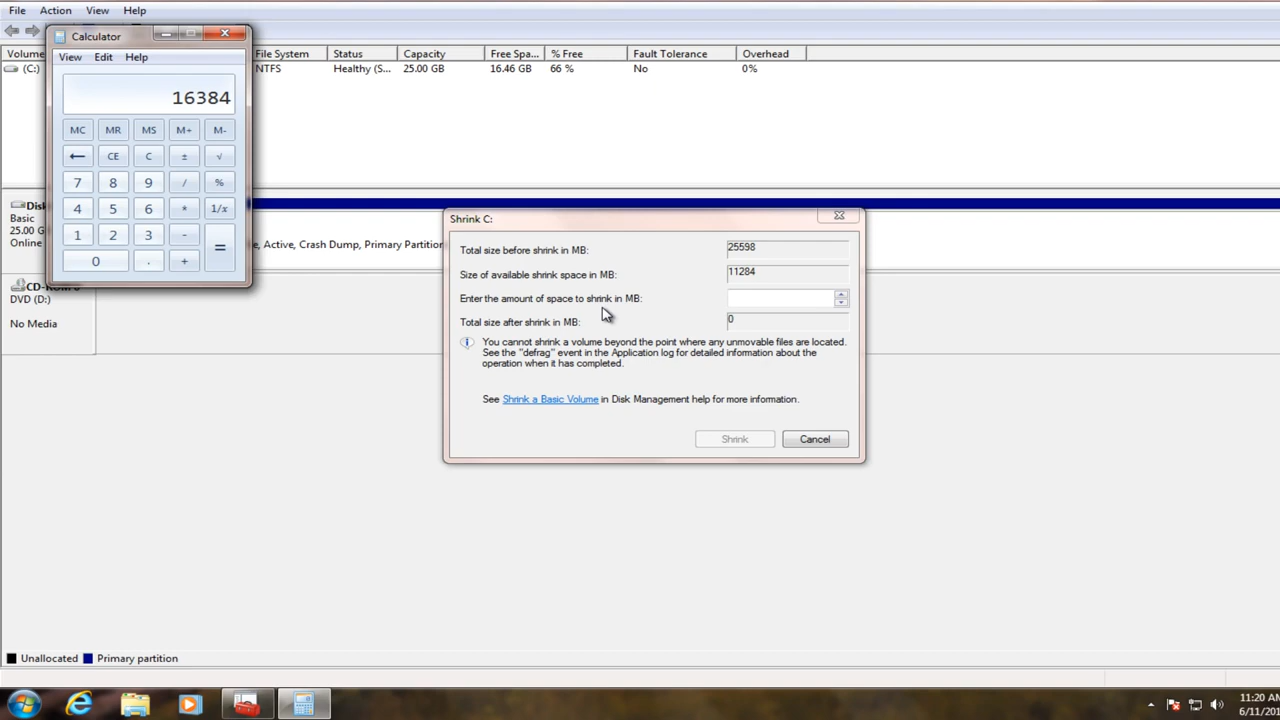 File Action View Help
Calculator
View Edit Help
16384
MC MR MS M+ M-
← CE C ± √
7 8 9 / %
4 5 6 * 1/x
1 2 3 - =
0 . +
Volume File System Status Capacity Free Spa... % Free Fault Tolerance Overhead
(C:) NTFS Healthy (S... 25.00 GB 16.46 GB 66 % No 0%
Disk
Basic
25.00 G
Online
, Active, Crash Dump, Primary Partition
CD-ROM 0
DVD (D:)
No Media
Shrink C:
Total size before shrink in MB: 25598
Size of available shrink space in MB: 11284
Enter the amount of space to shrink in MB:
Total size after shrink in MB: 0
You cannot shrink a volume beyond the point where any unmovable files are located.
See the "defrag" event in the Application log for detailed information about the
operation when it has completed.
See Shrink a Basic Volume in Disk Management help for more information.
Shrink Cancel
Unallocated Primary partition
11:20 AM
6/11/20